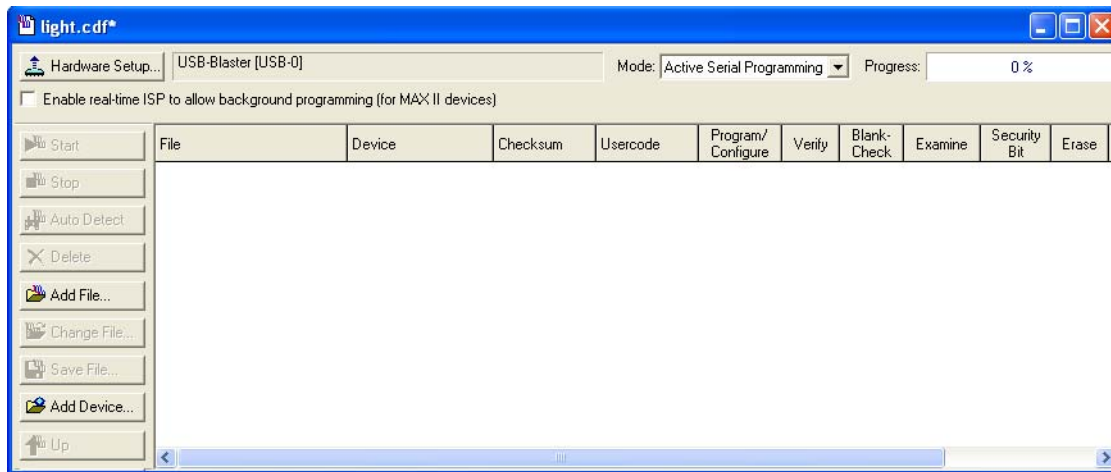 light.cdf*
Hardware Setup... USB-Blaster [USB-0] Mode: Active Serial Programming Progress: 0 %
Enable real-time ISP to allow background programming (for MAX II devices)
Start
File Device Checksum Usercode Program/ Configure Verify Blank- Check Examine Security Bit Erase
Stop
Auto Detect
Delete
Add File...
Change File...
Save File...
Add Device...
Up